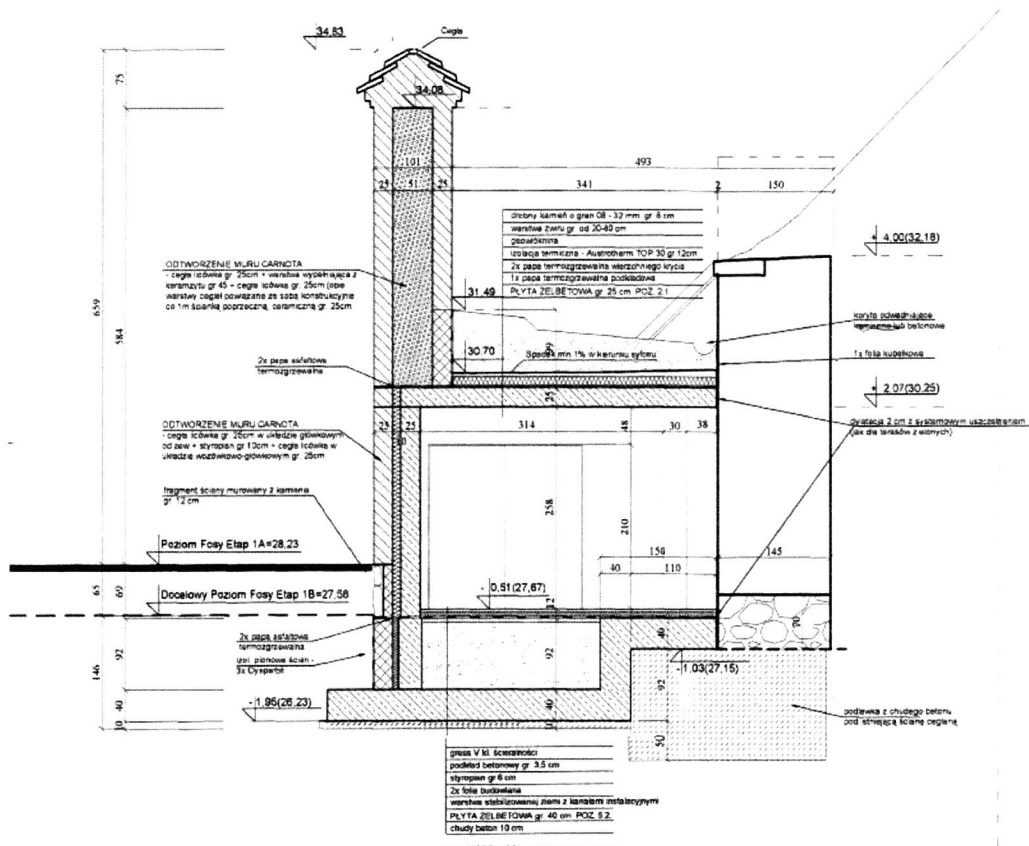 34,83
Cegła
75
34,08
101
493
25
51
25
341
2
150
drobny kamień o gran 08 - 32 mm gr 8 cm
warstwa żwiru gr. od 20-80 cm
geowłóknina
izolacja termiczna - Austrotherm TOP 30 gr 12cm
2x papa termozgrzewalna wierzchniego krycia
1x papa termozgrzewalna podkładowa
PŁYTA ŻELBETOWA gr 25 cm POZ. 2.1
+ 4,00(32,18)
ODTWORZENIE MURU CARNOTA
- cegła licówka gr. 25cm + warstwa wypełniająca z
keramzytu gr 45 + cegła licówka gr. 25cm (obie
warstwy cegieł powiązane ze sobą konstrukcyjnie
co 1m ścianką poprzeczną, ceramiczną gr. 25cm
659
584
31.49
koryto odwadniające
kamienne lub betonowe
30.70
Spadek min 1% w kierunku syfonu
99
2x papa asfaltowa
termozgrzewalna
1x folia kubełkowa
25
+ 2,07(30,25)
ODTWORZENIE MURU CARNOTA
- cegła licówka gr. 25cm w układzie główkowym
od zew + styropian gr 10cm + cegła licówka w
układzie wozówkowo-główkowym gr. 25cm
25
10
25
314
48
30
38
dylatacja 2 cm z systemowym uszczelnieniem
(jak dla tarasów zielonych)
fragment ściany murowany z kamienia
gr. 12 cm
258
210
Poziom Fosy Etap 1A=28,23
158
145
40
110
65
69
- 0,51(27,67)
Docelowy Poziom Fosy Etap 1B=27,58
12
70
2x papa asfaltowa
termozgrzewalna
izol. pionowa ścian -
3x Dysperbit
146
92
92
40
- 1,03(27,15)
92
- 1,95(26,23)
40
10
40
10
50
podlewka z chudego betonu
pod istniejącą ścianę ceglaną
gress V kl. ścieralności
podkład betonowy gr 3,5 cm
styropian gr 6 cm
2x folia budowlana
warstwa stabilizowanej ziemi z kanałami instalacyjnymi
PŁYTA ŻELBETOWA gr. 40 cm POZ 5.2
chudy beton 10 cm